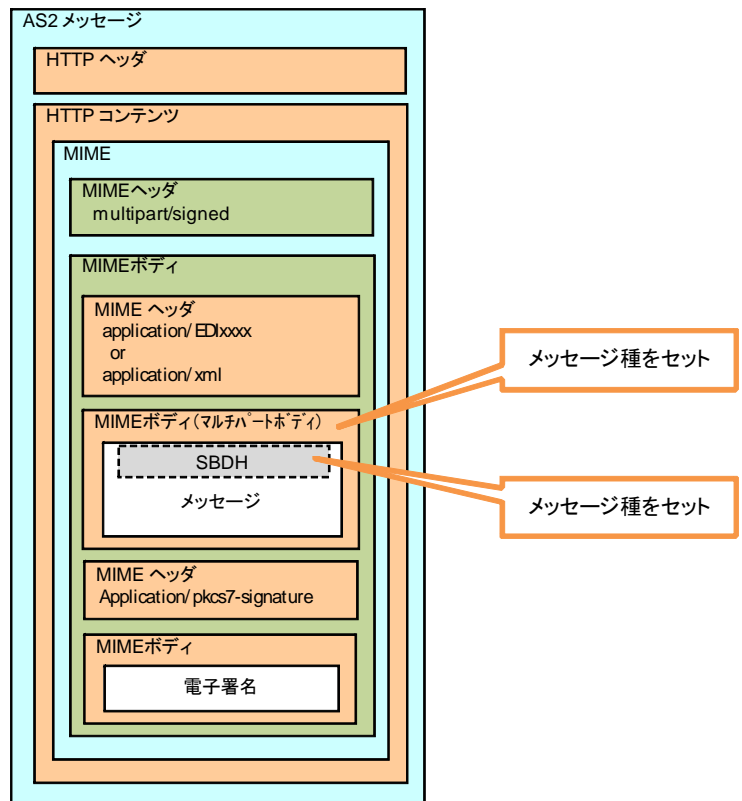 AS2 メッセージ
HTTP ヘッダ
HTTP コンテンツ
MIME
MIMEヘッダ
multipart/signed
MIMEボディ
MIME ヘッダ
application/EDIxxxx
or
application/xml
MIMEボディ(マルチパートボディ)
SBDH
メッセージ
MIME ヘッダ
Application/pkcs7-signature
MIMEボディ
電子署名
メッセージ種をセット
メッセージ種をセット